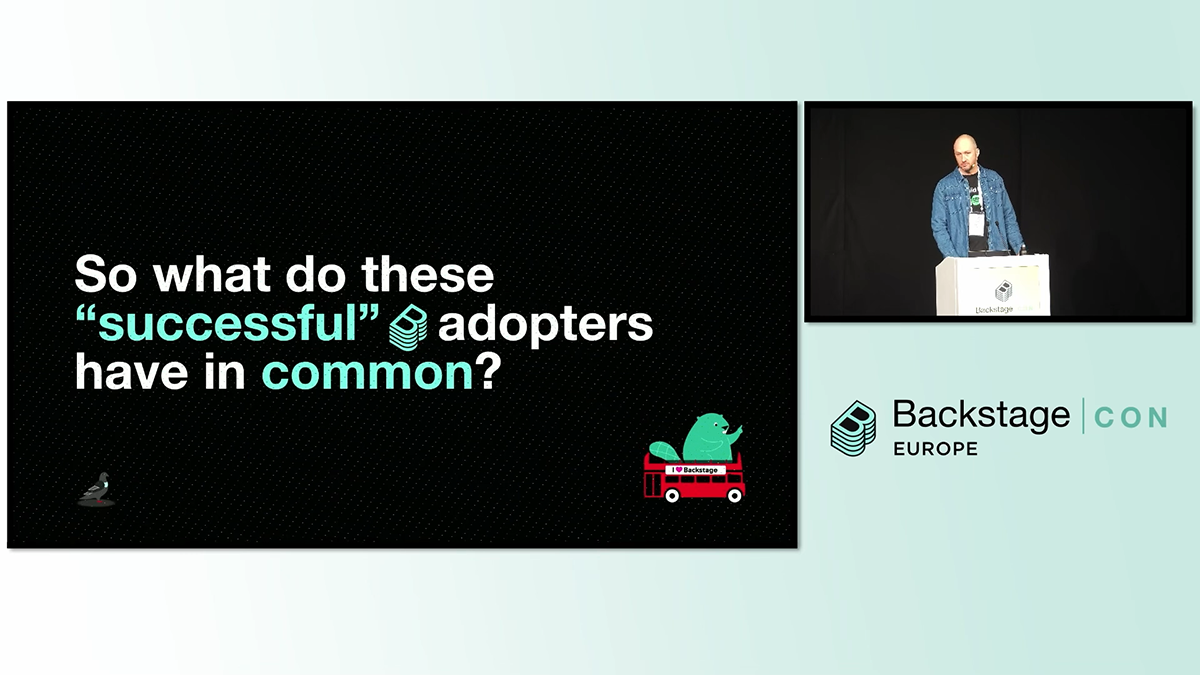 So what do these
“successful” adopters
have in common?
I ❤ Backstage
Backstage
Backstage | CON
EUROPE